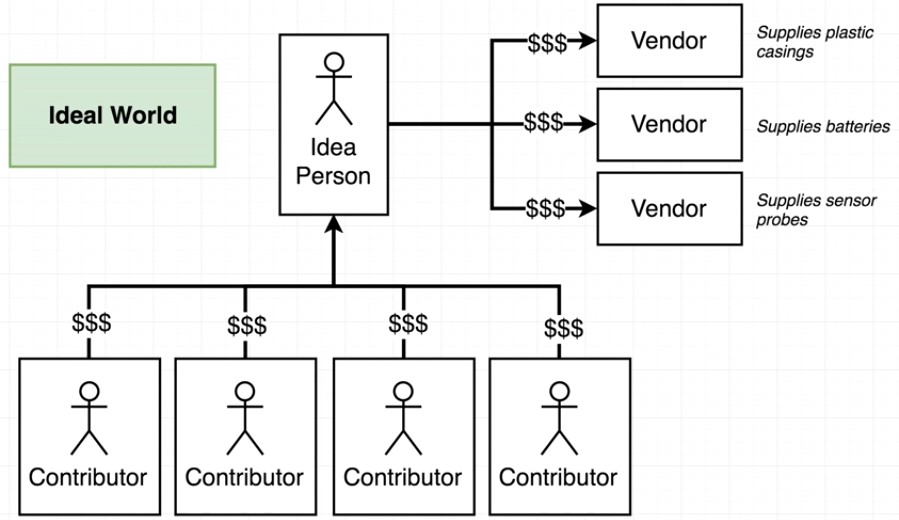 Ideal World
Idea
Person
$$$
Vendor
Supplies plastic
casings
$$$
Vendor
Supplies batteries
$$$
Vendor
Supplies sensor
probes
$$$
$$$
$$$
$$$
Contributor
Contributor
Contributor
Contributor